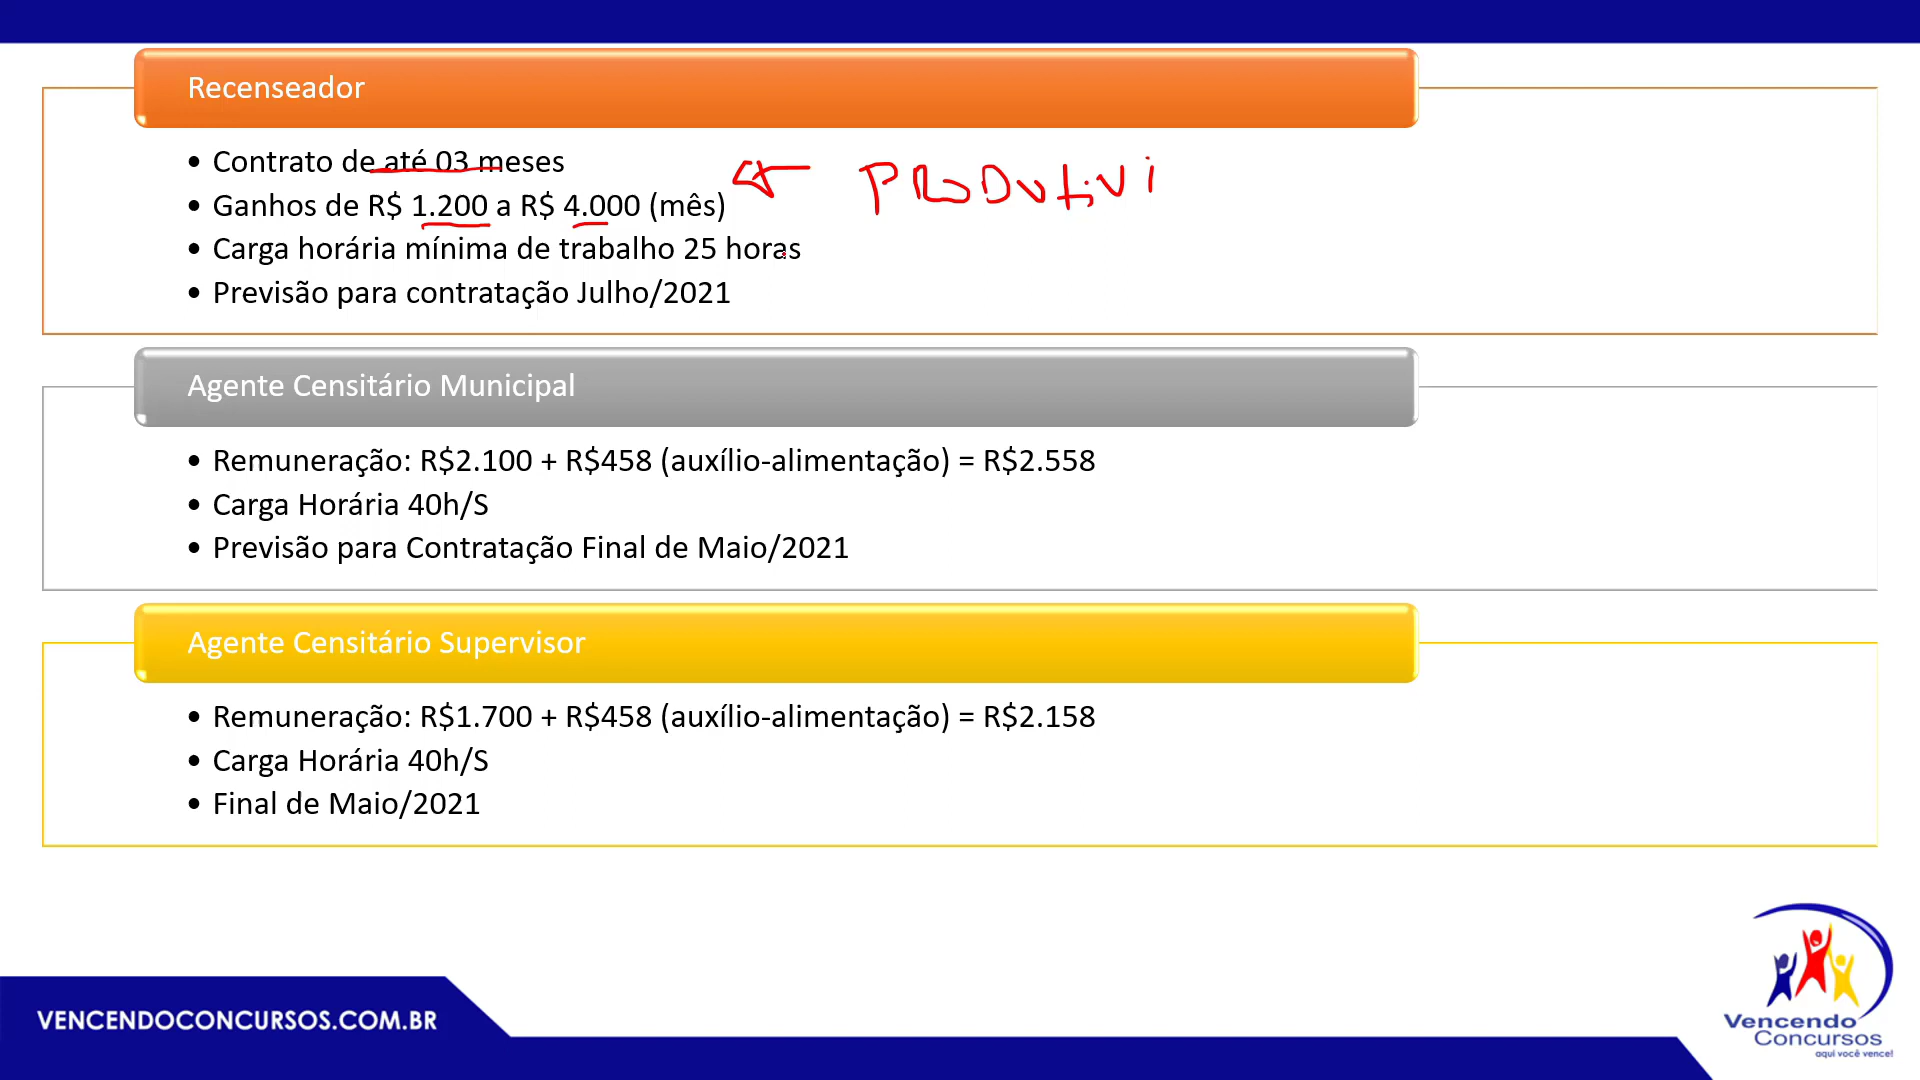 Recenseador
• Contrato de até 03 meses
• Ganhos de R$ 1.200 a R$ 4.000 (mês)
PRODUTIVI
• Carga horária mínima de trabalho 25 horas
• Previsão para contratação Julho/2021
Agente Censitário Municipal
• Remuneração: R$2.100 + R$458 (auxílio-alimentação) = R$2.558
• Carga Horária 40h/S
• Previsão para Contratação Final de Maio/2021
Agente Censitário Supervisor
• Remuneração: R$1.700 + R$458 (auxílio-alimentação) = R$2.158
• Carga Horária 40h/S
• Final de Maio/2021
VENCENDOCONCURSOS.COM.BR
Vencendo
Concursos
aqui você vence!